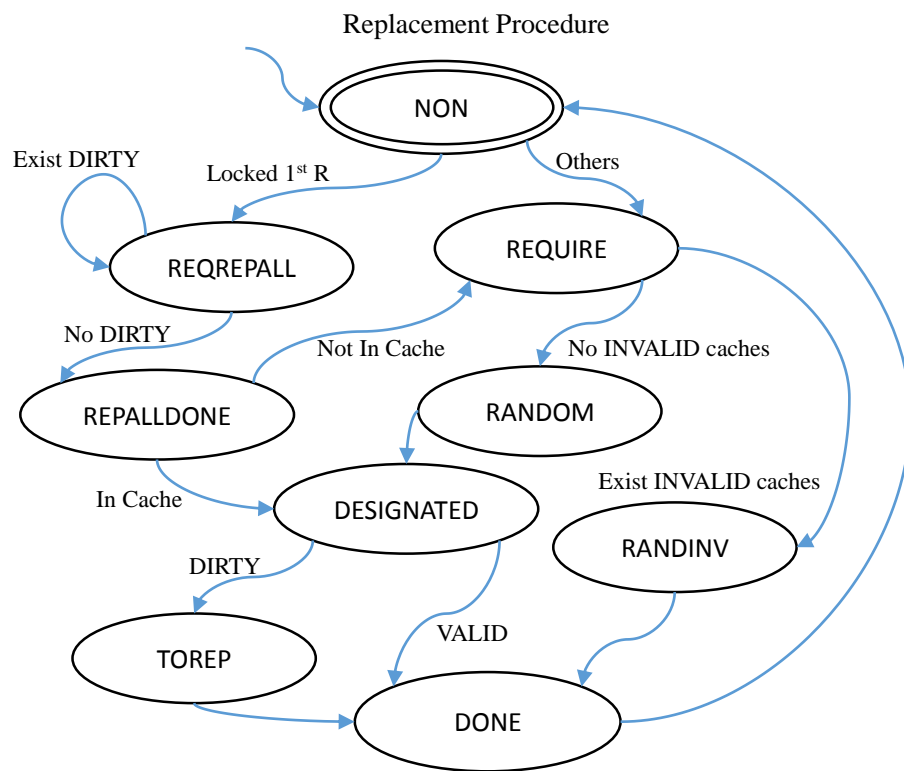 Replacement Procedure
NON
Exist DIRTY
Locked 1st R
Others
REQREPALL
REQUIRE
No DIRTY
Not In Cache
No INVALID caches
REPALLDONE
RANDOM
In Cache
DESIGNATED
Exist INVALID caches
RANDINV
DIRTY
VALID
TOREP
DONE